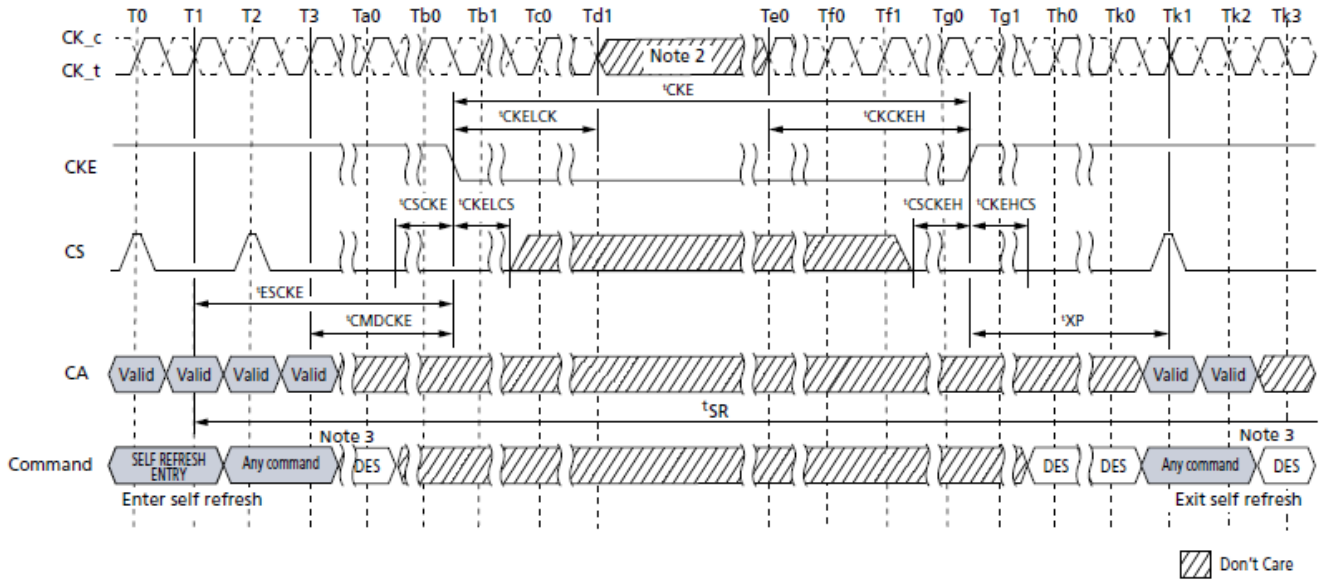 T0 T1 T2 T3 Ta0 Tb0 Tb1 Tc0 Td1 Te0 Tf0 Tf1 Tg0 Tg1 Th0 Tk0 Tk1 Tk2 Tk3
CK_c
CK_t
Note 2
tCKE
tCKELCK tCKCKEH
CKE
tCSCKE tCKELCS tCSCKEH tCKEHCS
CS
tESCKE
tCMDCKE tXP
CA Valid Valid Valid Valid Valid Valid
tSR
Note 3 Note 3
Command SELF REFRESH ENTRY Any command DES DES DES Any command DES
Enter self refresh Exit self refresh
Don't Care